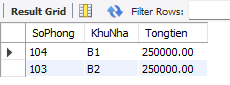 Result Grid Filter Rows:
SoPhong KhuNha Tongtien
104 B1 250000.00
103 B2 250000.00